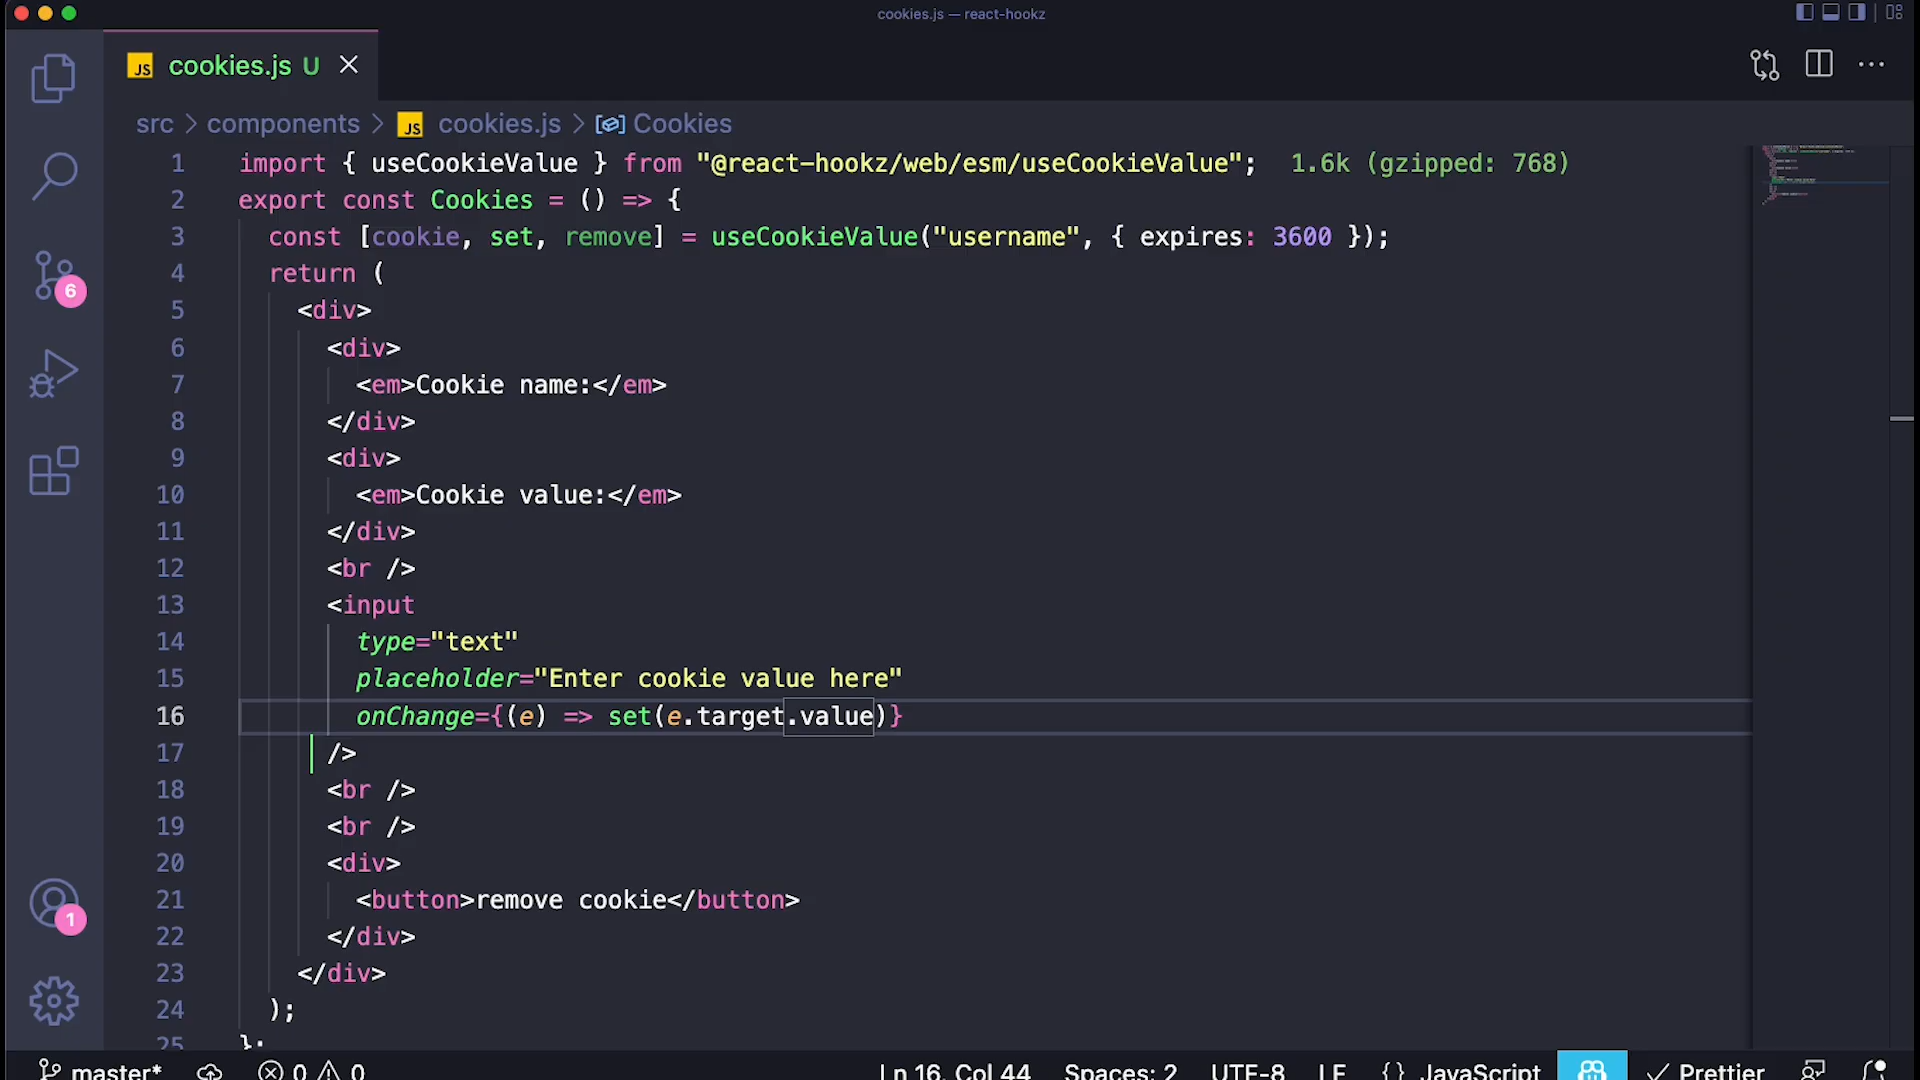 cookies.js — react-hookz
JS cookies.js U
src > components > JS cookies.js > Cookies
1 import { useCookieValue } from "@react-hookz/web/esm/useCookieValue"; 1.6k (gzipped: 768)
2 export const Cookies = () => {
3 const [cookie, set, remove] = useCookieValue("username", { expires: 3600 });
4 return (
5 <div>
6 <div>
7 <em>Cookie name:</em>
8 </div>
9 <div>
10 <em>Cookie value:</em>
11 </div>
12 <br />
13 <input
14 type="text"
15 placeholder="Enter cookie value here"
16 onChange={(e) => set(e.target.value)}
17 />
18 <br />
19 <br />
20 <div>
21 <button>remove cookie</button>
22 </div>
23 </div>
24 );
25 };
6
1
master* 0 0 Ln 16, Col 44 Spaces: 2 UTF-8 LF {} JavaScript Prettier